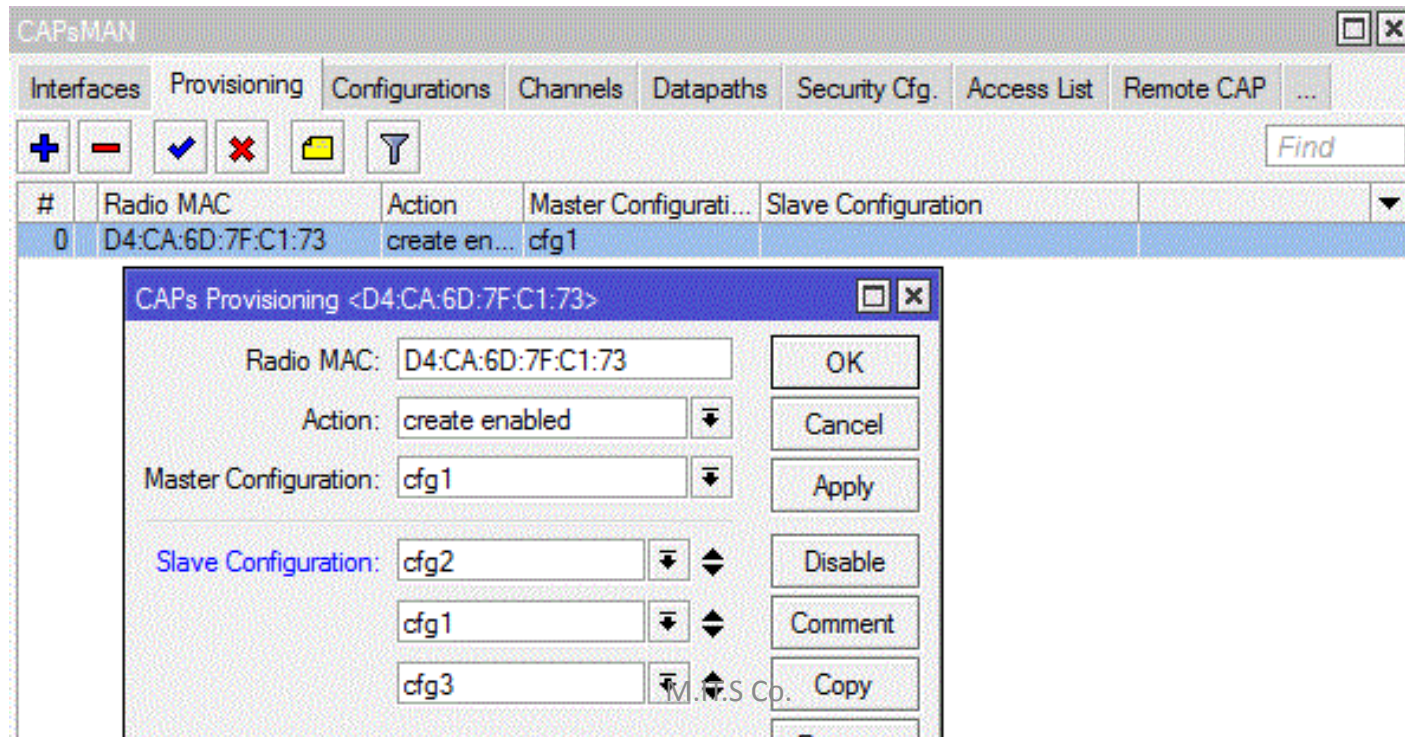 CAPsMAN
Interfaces Provisioning Configurations Channels Datapaths Security Cfg. Access List Remote CAP ...
Find
# Radio MAC Action Master Configurati... Slave Configuration
0 D4:CA:6D:7F:C1:73 create en... cfg1
CAPs Provisioning <D4:CA:6D:7F:C1:73>
Radio MAC: D4:CA:6D:7F:C1:73 OK
Action: create enabled Cancel
Master Configuration: cfg1 Apply
Slave Configuration: cfg2 Disable
cfg1 Comment
cfg3 Copy